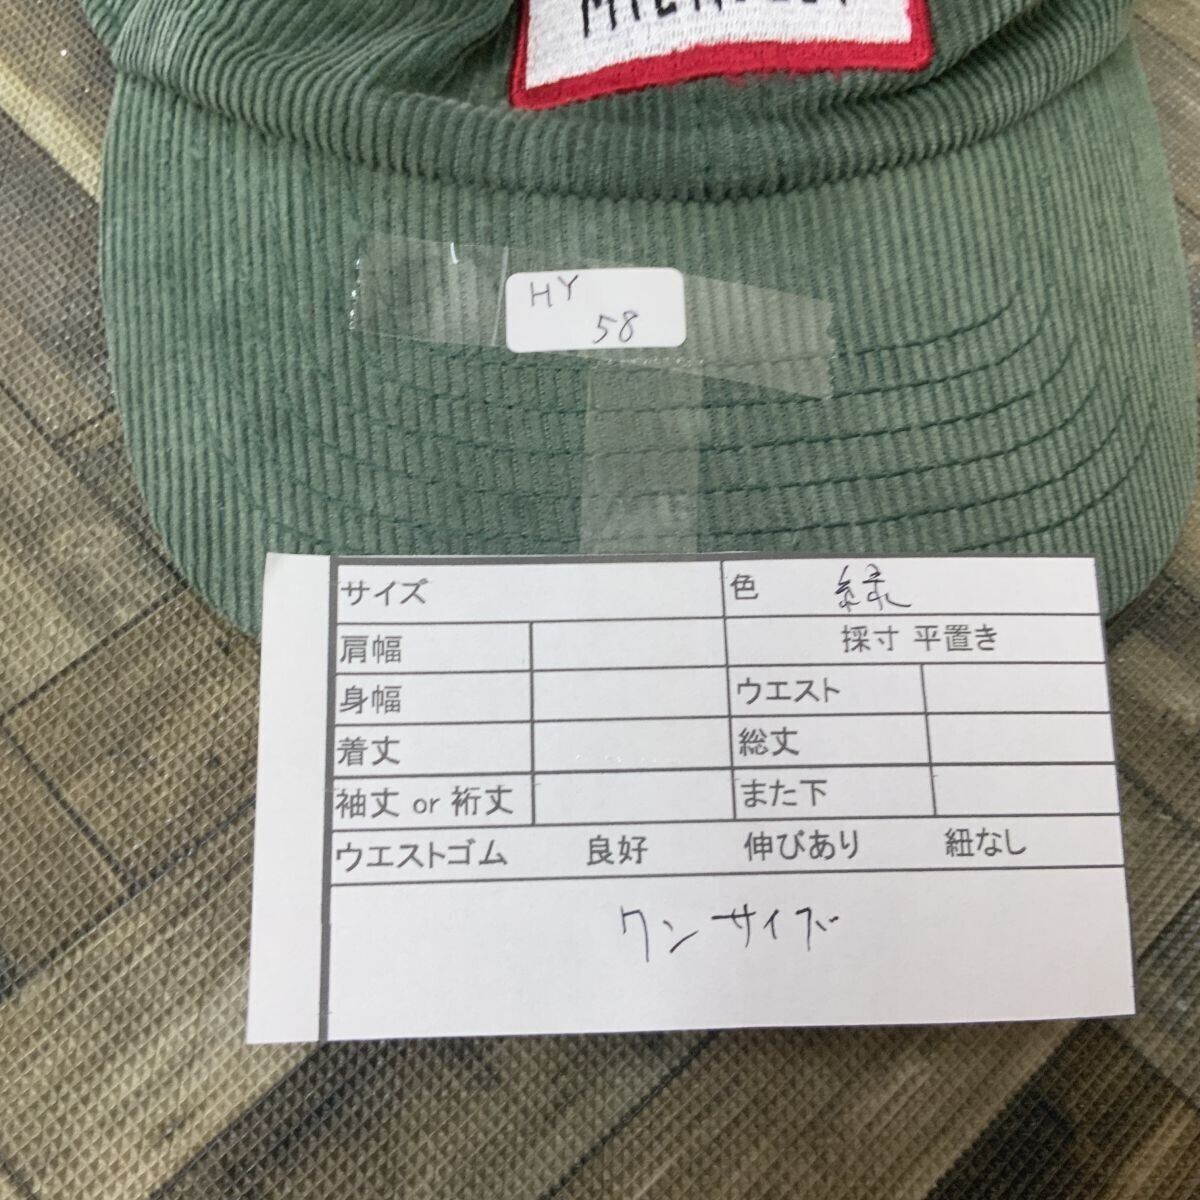 HY
58
サイズ 色 緑
肩幅 採寸 平置き
身幅 ウエスト
着丈 総丈
袖丈 or 裄丈 また下
ウエストゴム 良好 伸びあり 紐なし
ワンサイズ